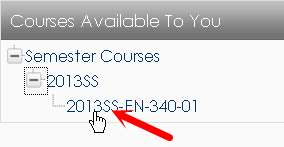 Courses Available To You
Semester Courses
2013SS
2013SS-EN-340-01